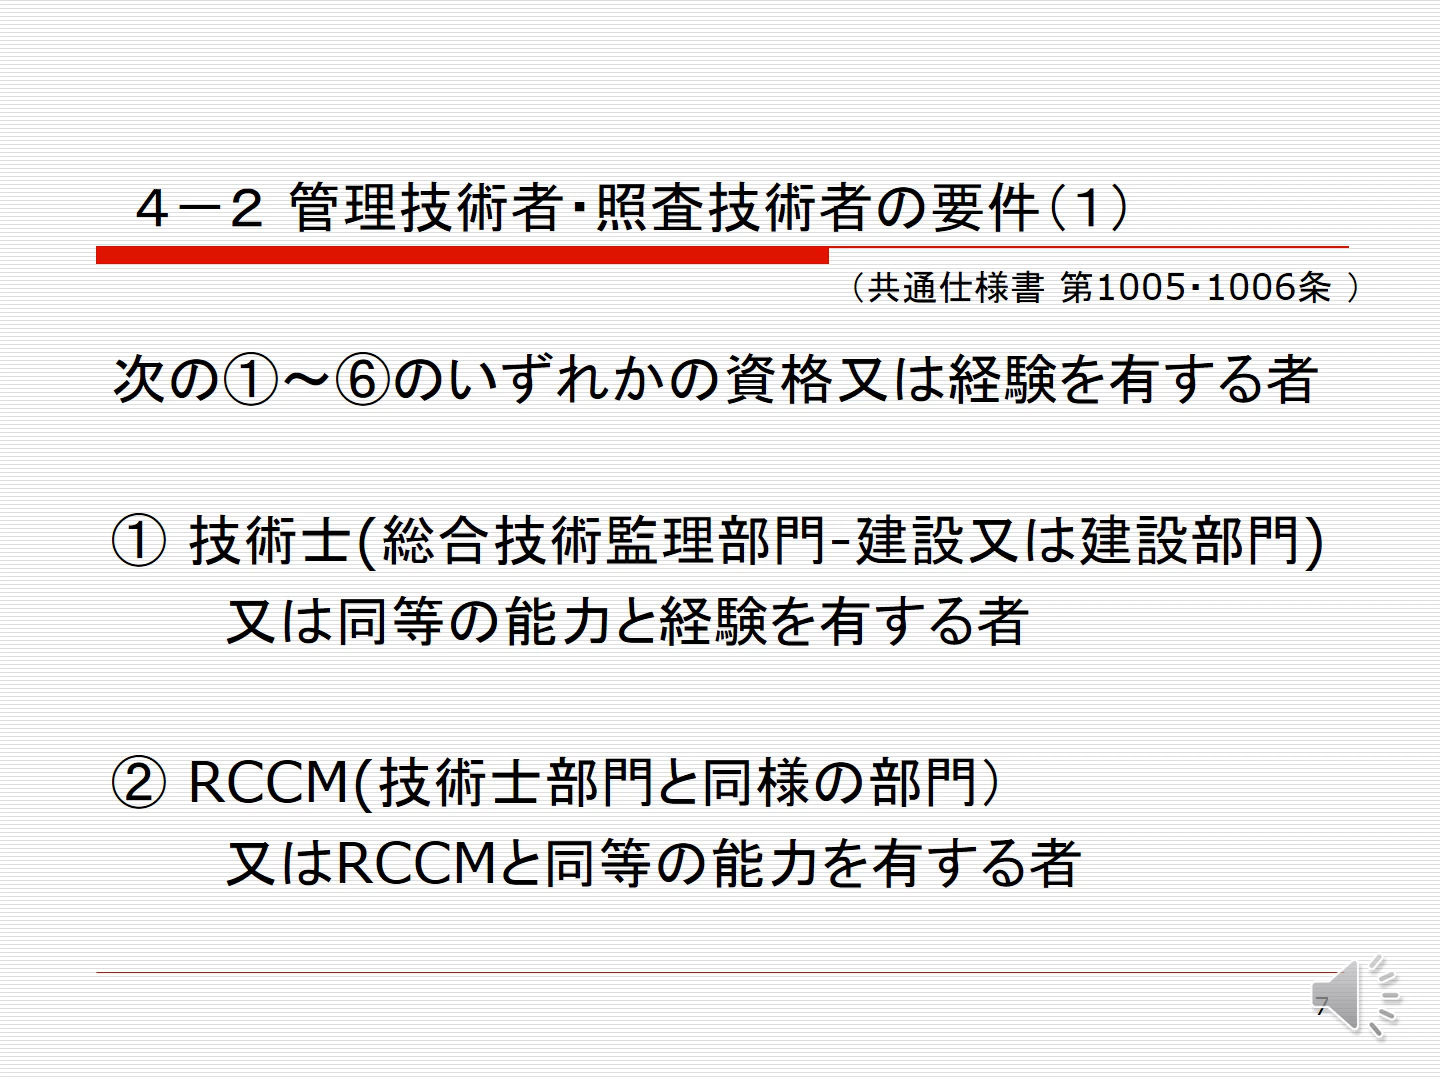 ４－２ 管理技術者・照査技術者の要件（１）
（共通仕様書 第1005・1006条 ）
次の①～⑥のいずれかの資格又は経験を有する者
① 技術士(総合技術監理部門-建設又は建設部門)
又は同等の能力と経験を有する者
② RCCM(技術士部門と同様の部門）
又はRCCMと同等の能力を有する者
7